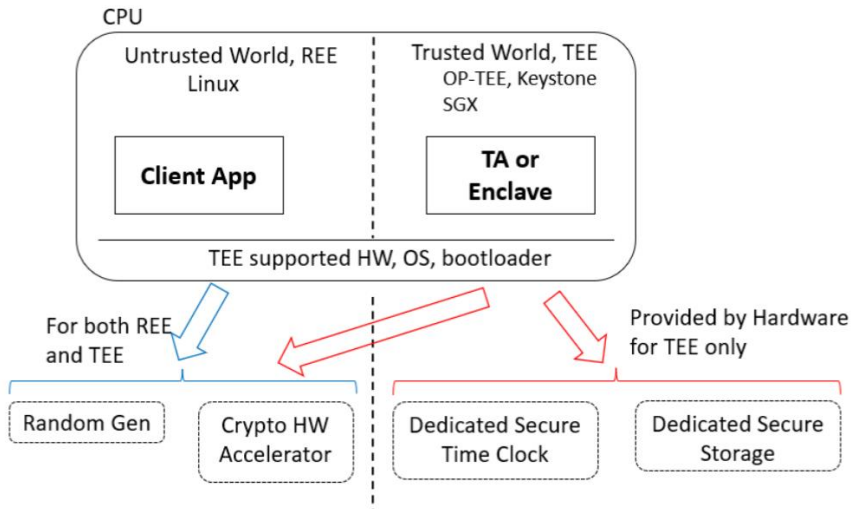 CPU
Untrusted World, REE
Linux
Trusted World, TEE
OP-TEE, Keystone
SGX
Client App
TA or
Enclave
TEE supported HW, OS, bootloader
For both REE
and TEE
Provided by Hardware
for TEE only
Random Gen
Crypto HW
Accelerator
Dedicated Secure
Time Clock
Dedicated Secure
Storage